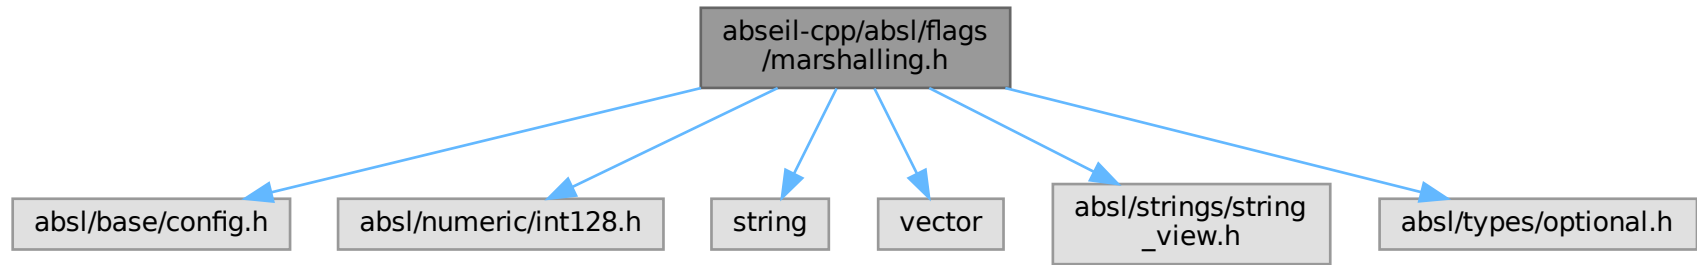 abseil-cpp/absl/flags
/marshalling.h
absl/base/config.h
absl/numeric/int128.h
string
vector
absl/strings/string
_view.h
absl/types/optional.h